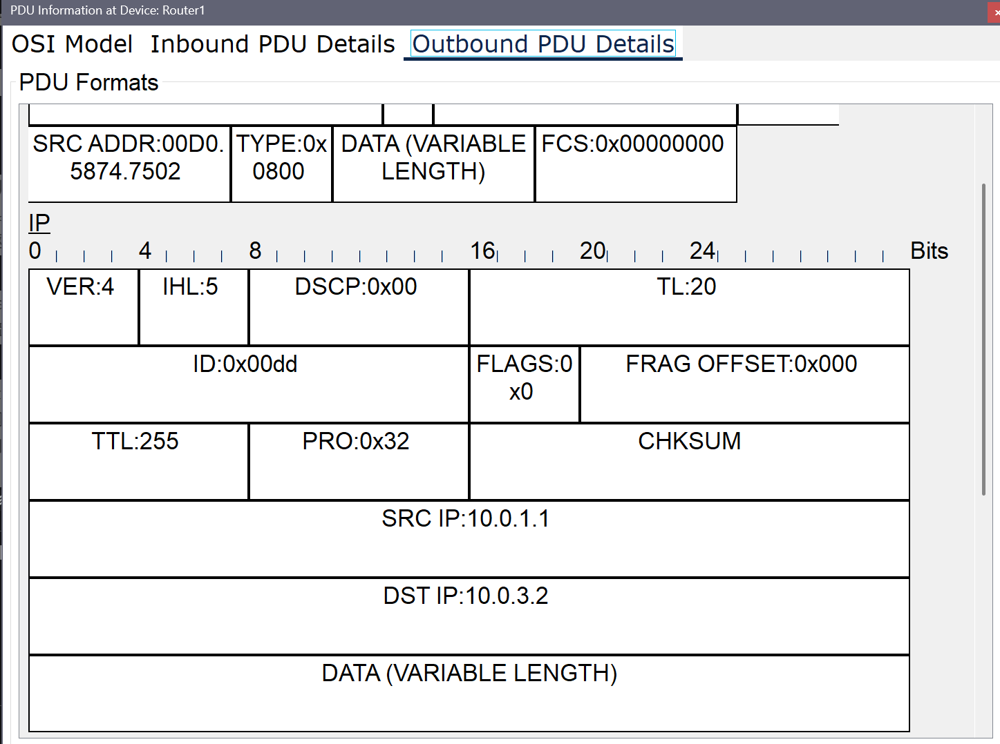 PDU Information at Device: Router1
OSI Model Inbound PDU Details Outbound PDU Details
PDU Formats
SRC ADDR:00D0.
5874.7502
TYPE:0x
0800
DATA (VARIABLE
LENGTH)
FCS:0x00000000
IP
0 4 8 16 20 24 Bits
VER:4 IHL:5 DSCP:0x00 TL:20
ID:0x00dd
FLAGS:0
x0
FRAG OFFSET:0x000
TTL:255 PRO:0x32 CHKSUM
SRC IP:10.0.1.1
DST IP:10.0.3.2
DATA (VARIABLE LENGTH)